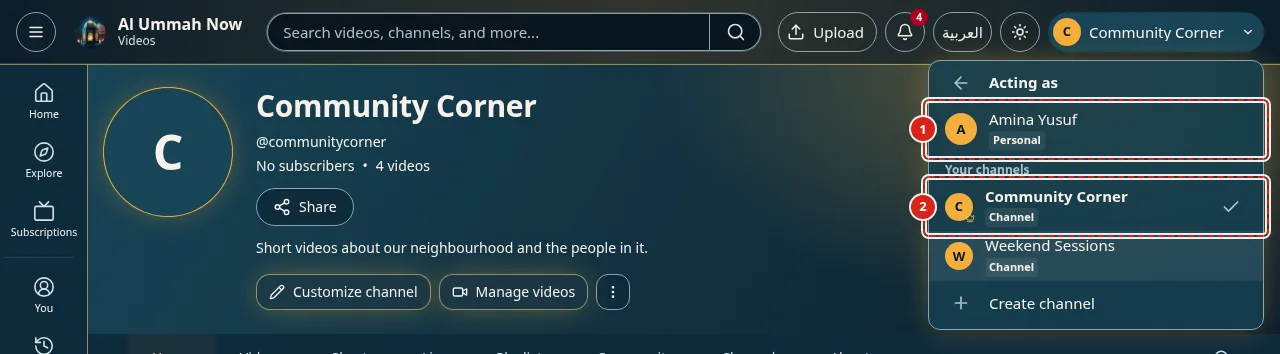 AI Ummah Now
Videos
Search videos, channels, and more...
Upload
4
العربية
C
Community Corner
Home
Explore
Subscriptions
You
C
Community Corner
@communitycorner
No subscribers • 4 videos
Share
Short videos about our neighbourhood and the people in it.
Customize channel
Manage videos
Acting as
1
A
Amina Yusuf
Personal
Your channels
2
C
Community Corner
Channel
W
Weekend Sessions
Channel
Create channel